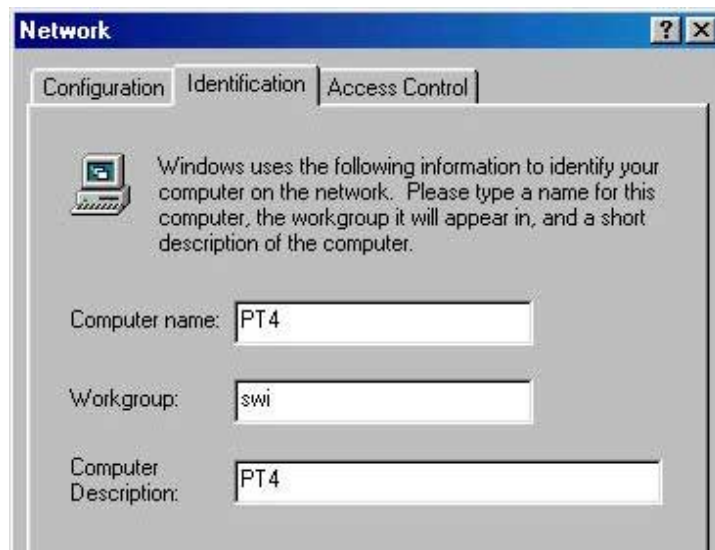 Network
Configuration Identification Access Control
Windows uses the following information to identify your
computer on the network. Please type a name for this
computer, the workgroup it will appear in, and a short
description of the computer.
Computer name: PT4
Workgroup: swi
Computer
Description: PT4